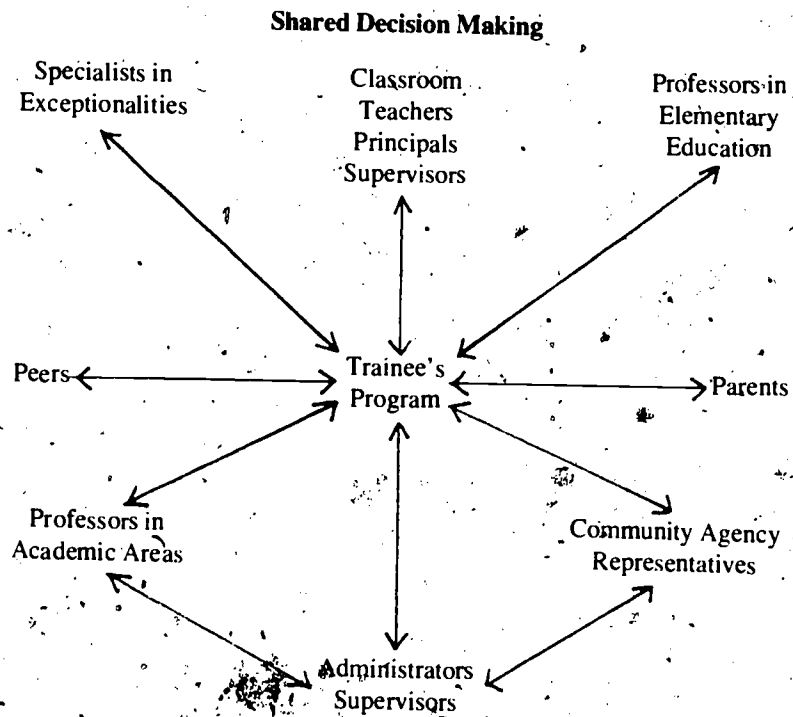 Shared Decision Making
Specialists in
Exceptionalities
Classroom
Teachers
Principals
Supervisors
Professors in
Elementary
Education
Peers
Trainee's
Program
Parents
Professors in
Academic Areas
Community Agency
Representatives
Administrators
Supervisors